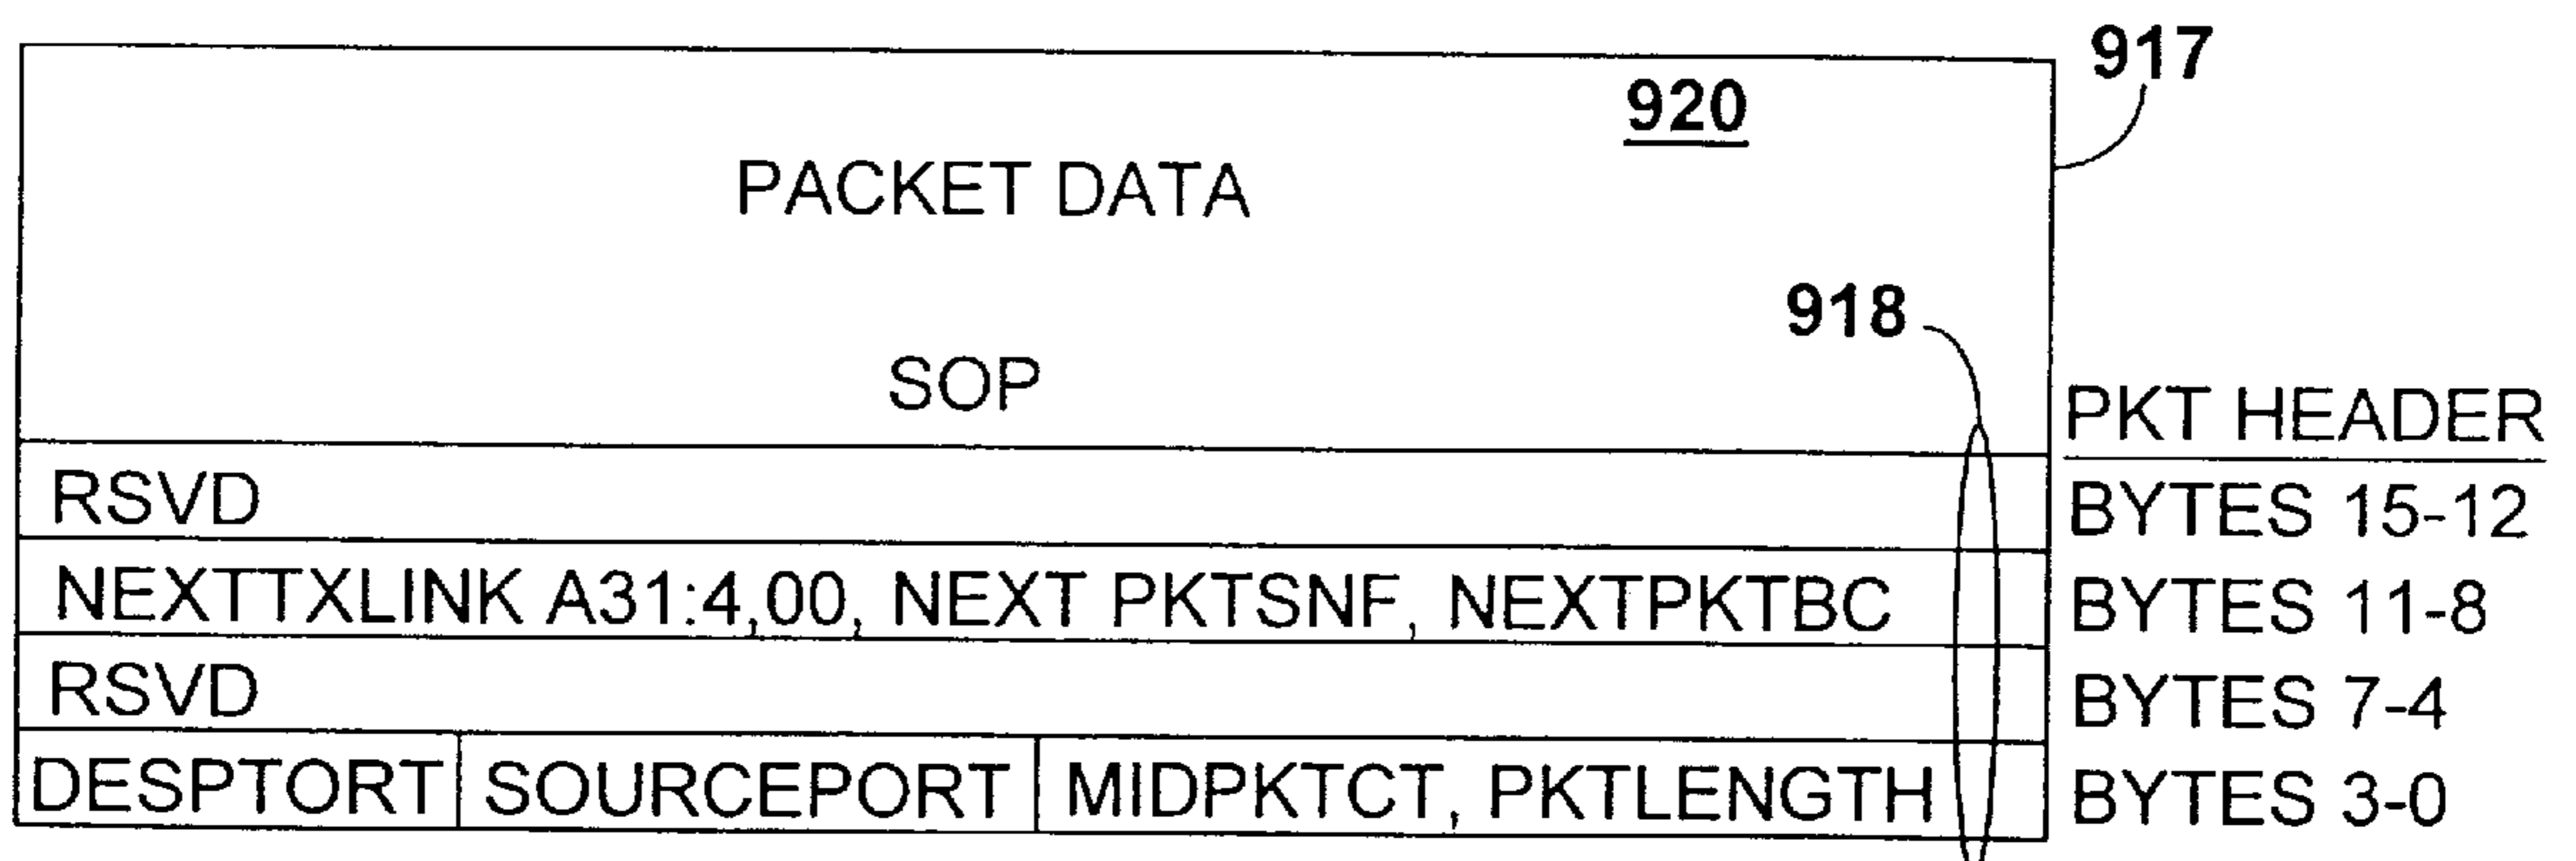 917
920
PACKET DATA
918
SOP
PKT HEADER
RSVD BYTES 15-12
NEXTTXLINK A31:4,00, NEXT PKTSNF, NEXTPKTBC BYTES 11-8
RSVD BYTES 7-4
DESPTORT SOURCEPORT MIDPKTCT, PKTLENGTH BYTES 3-0